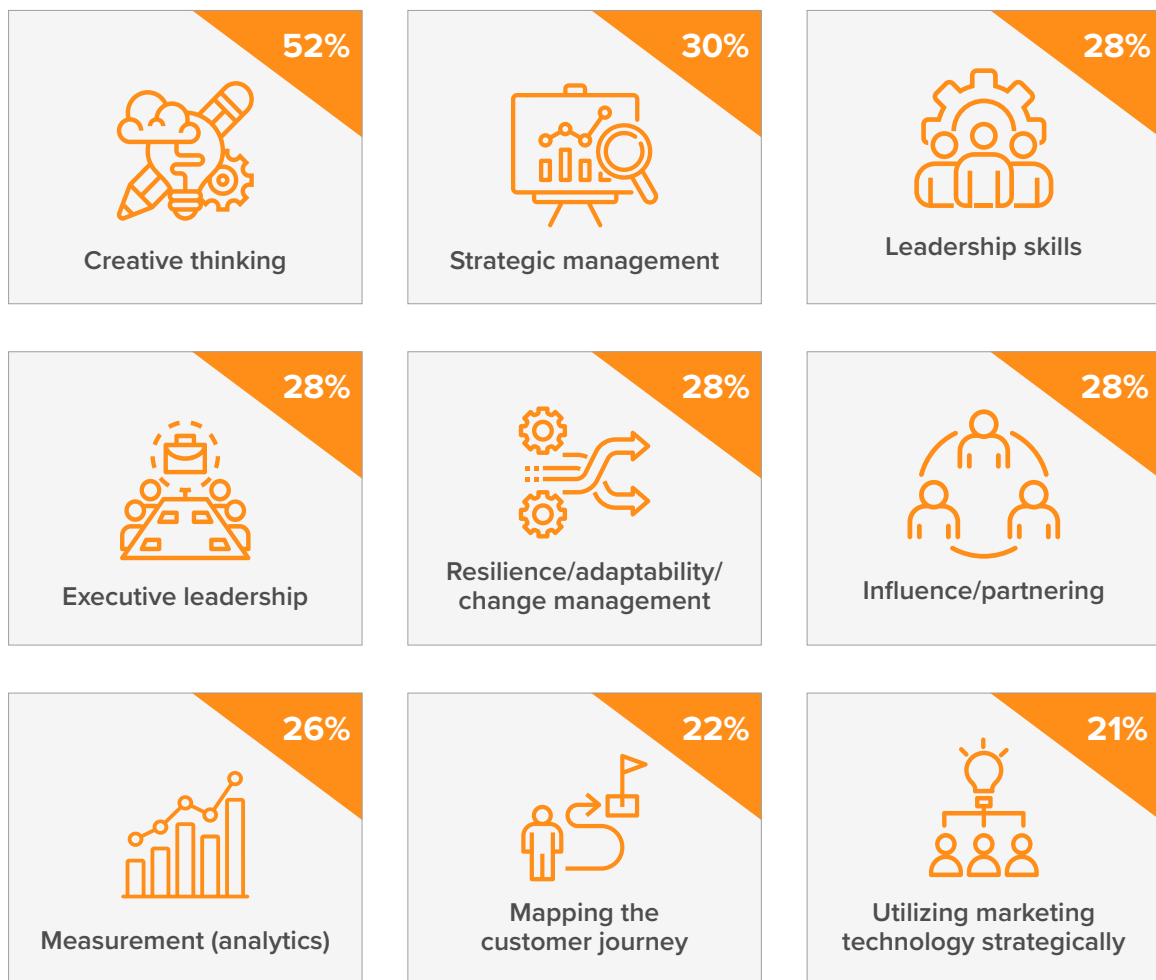 52%
Creative thinking
30%
Strategic management
28%
Leadership skills
28%
Executive leadership
28%
Resilience/adaptability/
change management
28%
Influence/partnering
26%
Measurement (analytics)
22%
Mapping the
customer journey
21%
Utilizing marketing
technology strategically